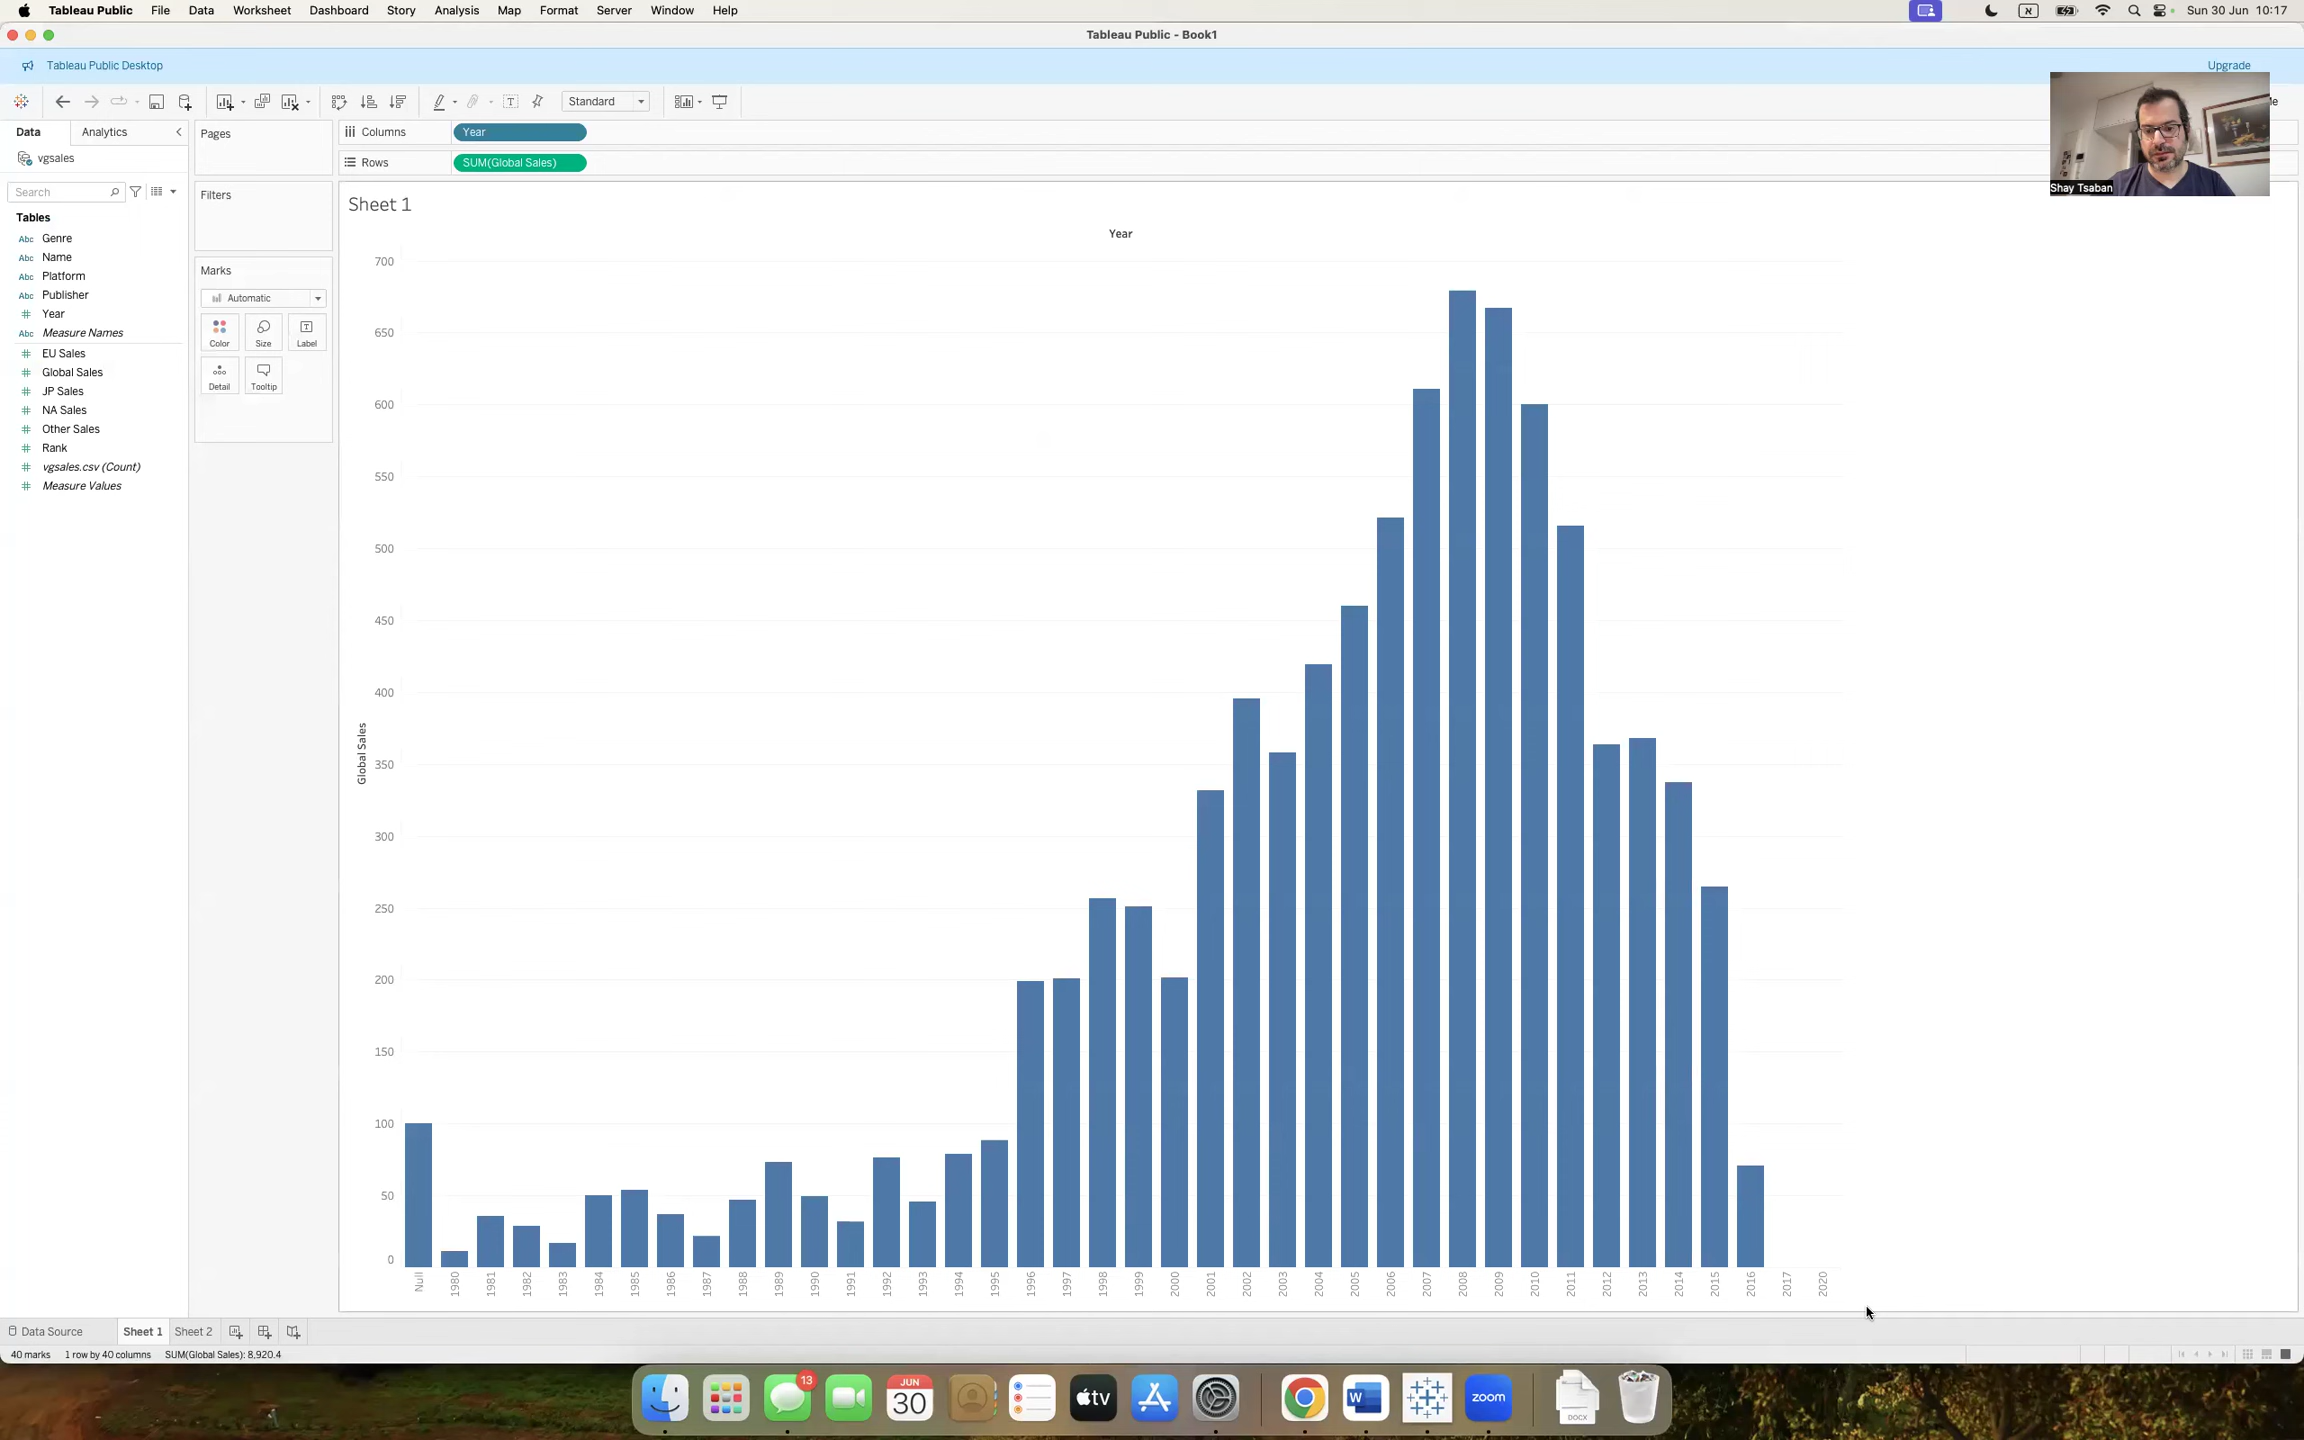 Tableau Public File Data Worksheet Dashboard Story Analysis Map Format Server Window Help
א
Sun 30 Jun 10:17
Tableau Public - Book1
Tableau Public Desktop
Upgrade
Standard
Data Analytics
vgsales
Search
Tables
Abc Genre
Abc Name
Abc Platform
Abc Publisher
# Year
Abc Measure Names
# EU Sales
# Global Sales
# JP Sales
# NA Sales
# Other Sales
# Rank
# vgsales.csv (Count)
# Measure Values
Pages
Filters
Marks
Automatic
Color Size Label
Detail Tooltip
Columns Year
Rows SUM(Global Sales)
Shay Tsaban
Sheet 1
Year
700
650
600
550
500
450
400
350
300
250
200
150
100
50
0
Global Sales
Null 1980 1981 1982 1983 1984 1985 1986 1987 1988 1989 1990 1991 1992 1993 1994 1995 1996 1997 1998 1999 2000 2001 2002 2003 2004 2005 2006 2007 2008 2009 2010 2011 2012 2013 2014 2015 2016 2017 2020
Data Source Sheet 1 Sheet 2
40 marks 1 row by 40 columns SUM(Global Sales): 8,920.4
13
JUN
30
tv
W
zoom
DOCX